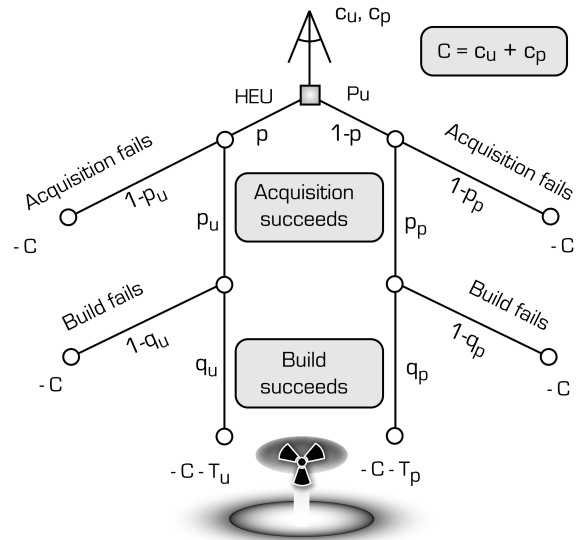 c_u, c_p
C = c_u + c_p
HEU
Pu
p
1-p
Acquisition fails
Acquisition fails
1-p_u
1-p_p
Acquisition
succeeds
p_u
p_p
- C
- C
Build fails
Build fails
1-q_u
1-q_p
Build
succeeds
q_u
q_p
- C
- C
- C - T_u
- C - T_p